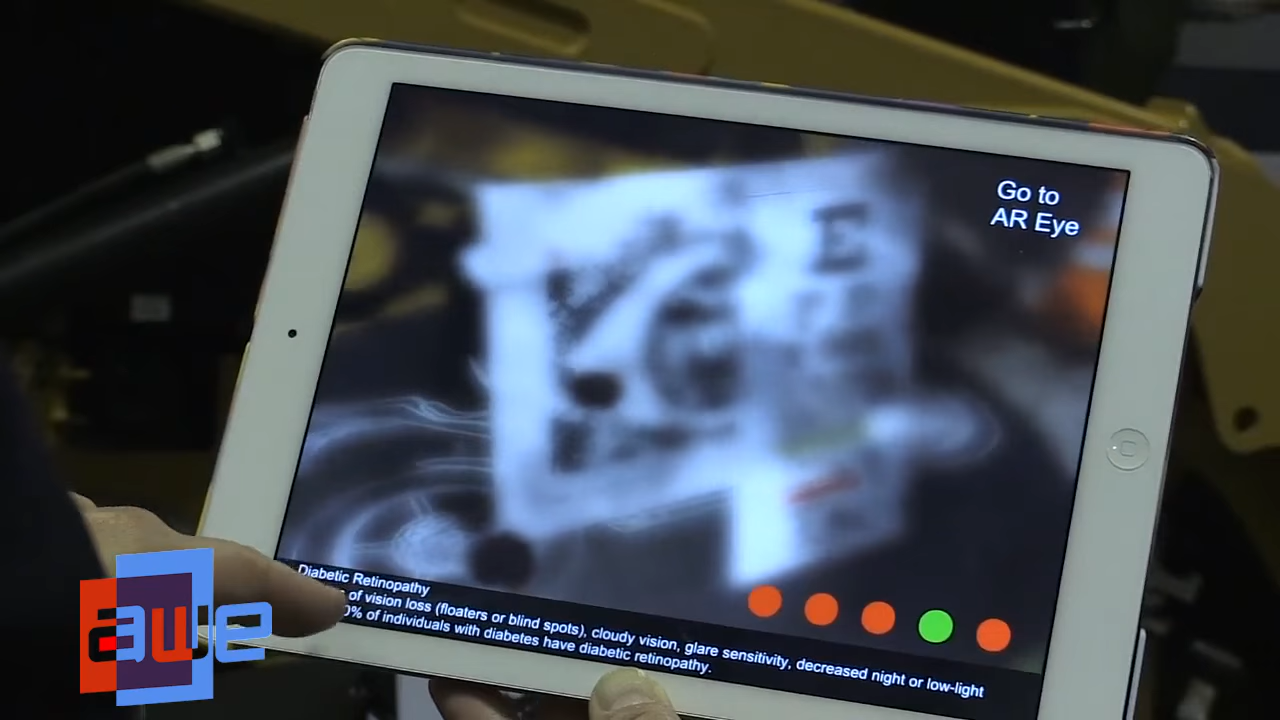 Go to
AR Eye
E
Diabetic Retinopathy
of vision loss (floaters or blind spots), cloudy vision, glare sensitivity, decreased night or low-light
0% of individuals with diabetes have diabetic retinopathy.
awe